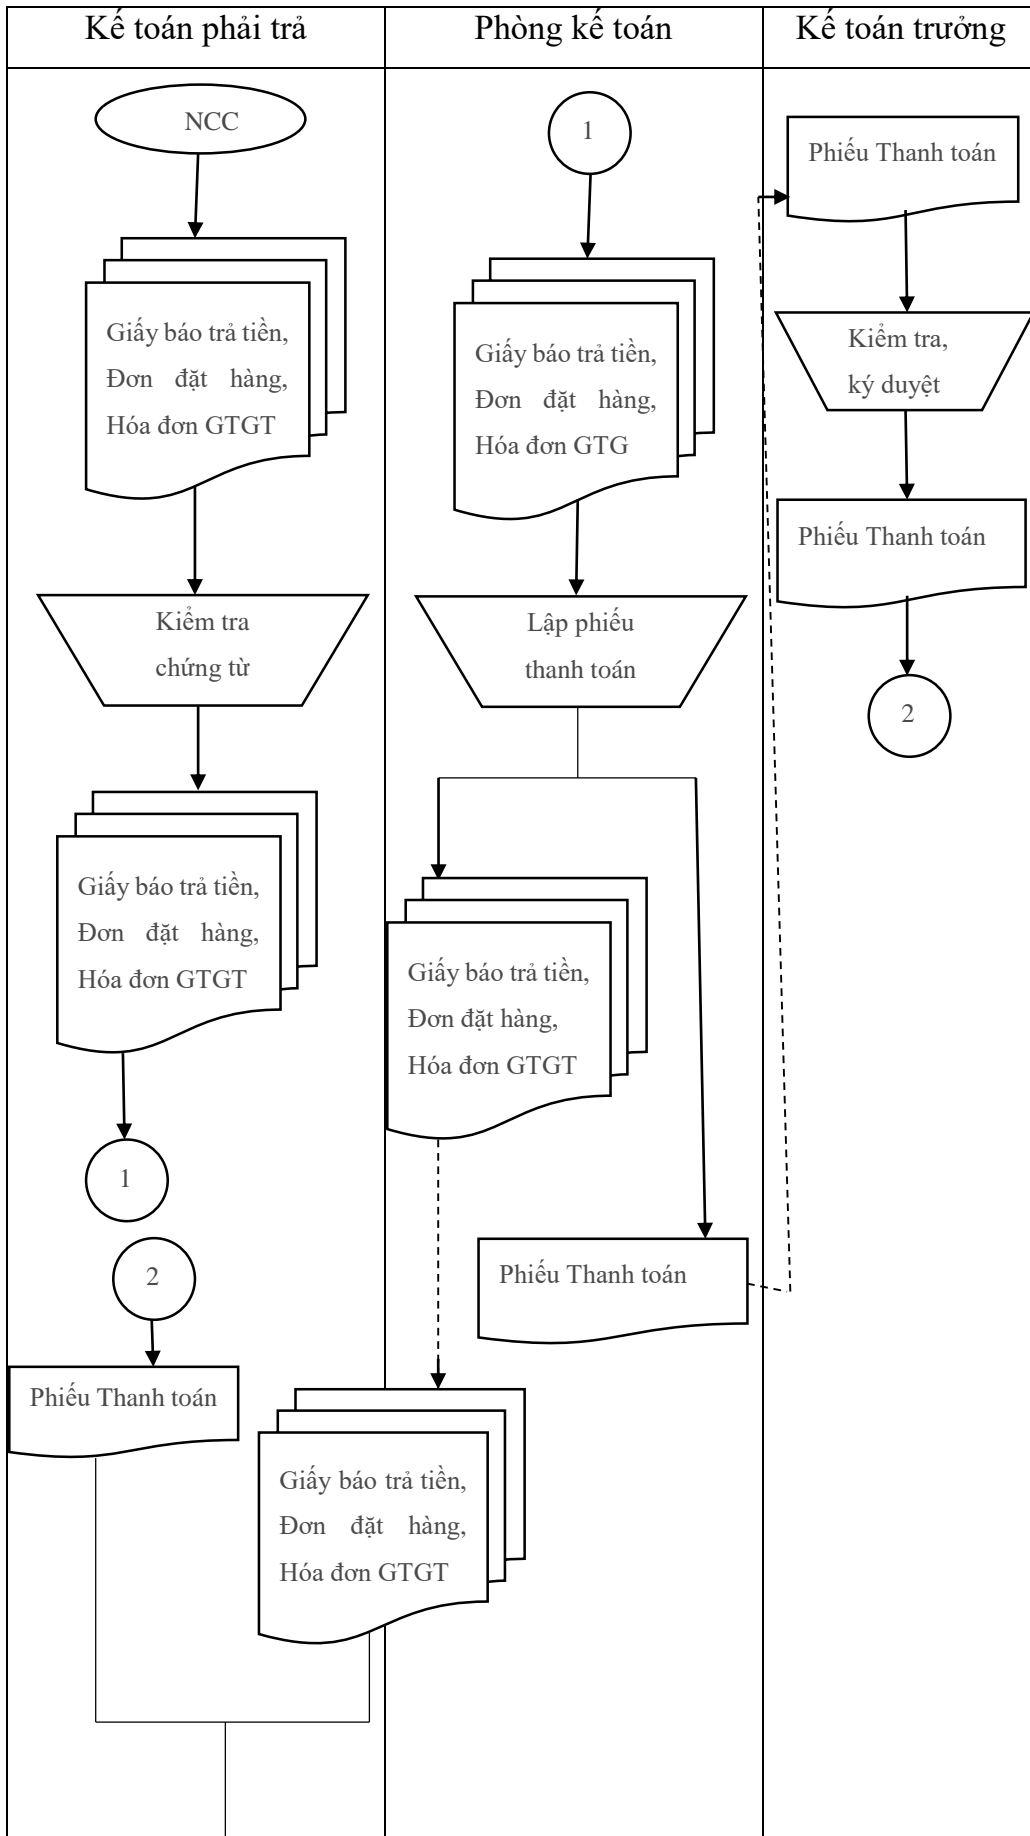 Kế toán phải trả
Phòng kế toán
Kế toán trưởng
NCC
Giấy báo trả tiền,
Đơn đặt hàng,
Hóa đơn GTGT
Kiểm tra
chứng từ
Giấy báo trả tiền,
Đơn đặt hàng,
Hóa đơn GTGT
1
2
Phiếu Thanh toán
Giấy báo trả tiền,
Đơn đặt hàng,
Hóa đơn GTGT
1
Giấy báo trả tiền,
Đơn đặt hàng,
Hóa đơn GTG
Lập phiếu
thanh toán
Giấy báo trả tiền,
Đơn đặt hàng,
Hóa đơn GTGT
Phiếu Thanh toán
Phiếu Thanh toán
Kiểm tra,
ký duyệt
Phiếu Thanh toán
2